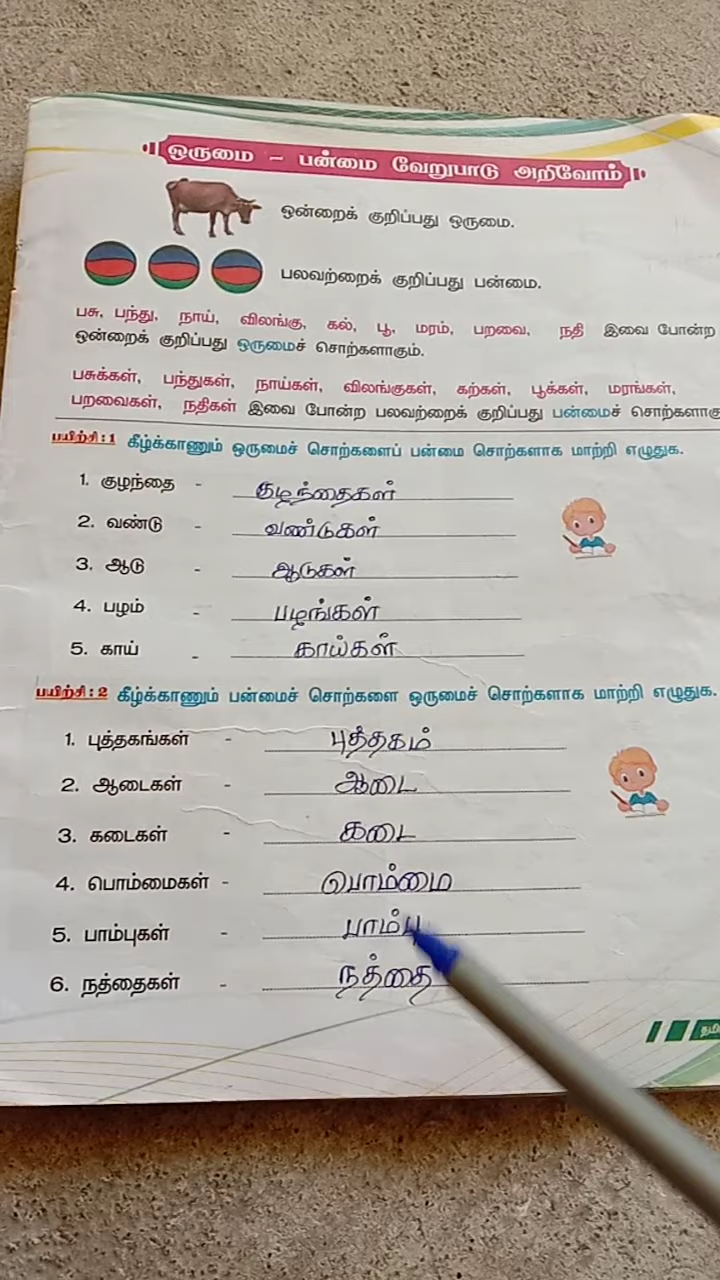 ஒருமை - பன்மை வேறுபாடு அறிவோம்
ஒன்றைக் குறிப்பது ஒருமை.
பலவற்றைக் குறிப்பது பன்மை.
பசு, பந்து, நாய், விலங்கு, கல், பூ, மரம், பறவை, நதி இவை போன்ற
ஒன்றைக் குறிப்பது ஒருமைச் சொற்களாகும்.
பசுக்கள், பந்துகள், நாய்கள், விலங்குகள், கற்கள், பூக்கள், மரங்கள்,
பறவைகள், நதிகள் இவை போன்ற பலவற்றைக் குறிப்பது பன்மைச்
பயிற்சி : 1 கீழ்க்காணும் ஒருமைச் சொற்களைப் பன்மை சொற்களாக மாற்றி எழுதுக.
1. குழந்தை - குழந்தைகள்
2. வண்டு - வண்டுகள்
3. ஆடு - ஆடுகள்
4. பழம் - பழங்கள்
5. காய் - காய்கள்
பயிற்சி : 2 கீழ்க்காணும் பன்மைச் சொற்களை ஒருமைச் சொற்களாக மாற்றி எழுதுக.
1. புத்தகங்கள் - புத்தகம்
2. ஆடைகள் - ஆடை
3. கடைகள் - கடை
4. பொம்மைகள் - பொம்மை
5. பாம்புகள் - பாம்பு
6. நத்தைகள் - நத்தை